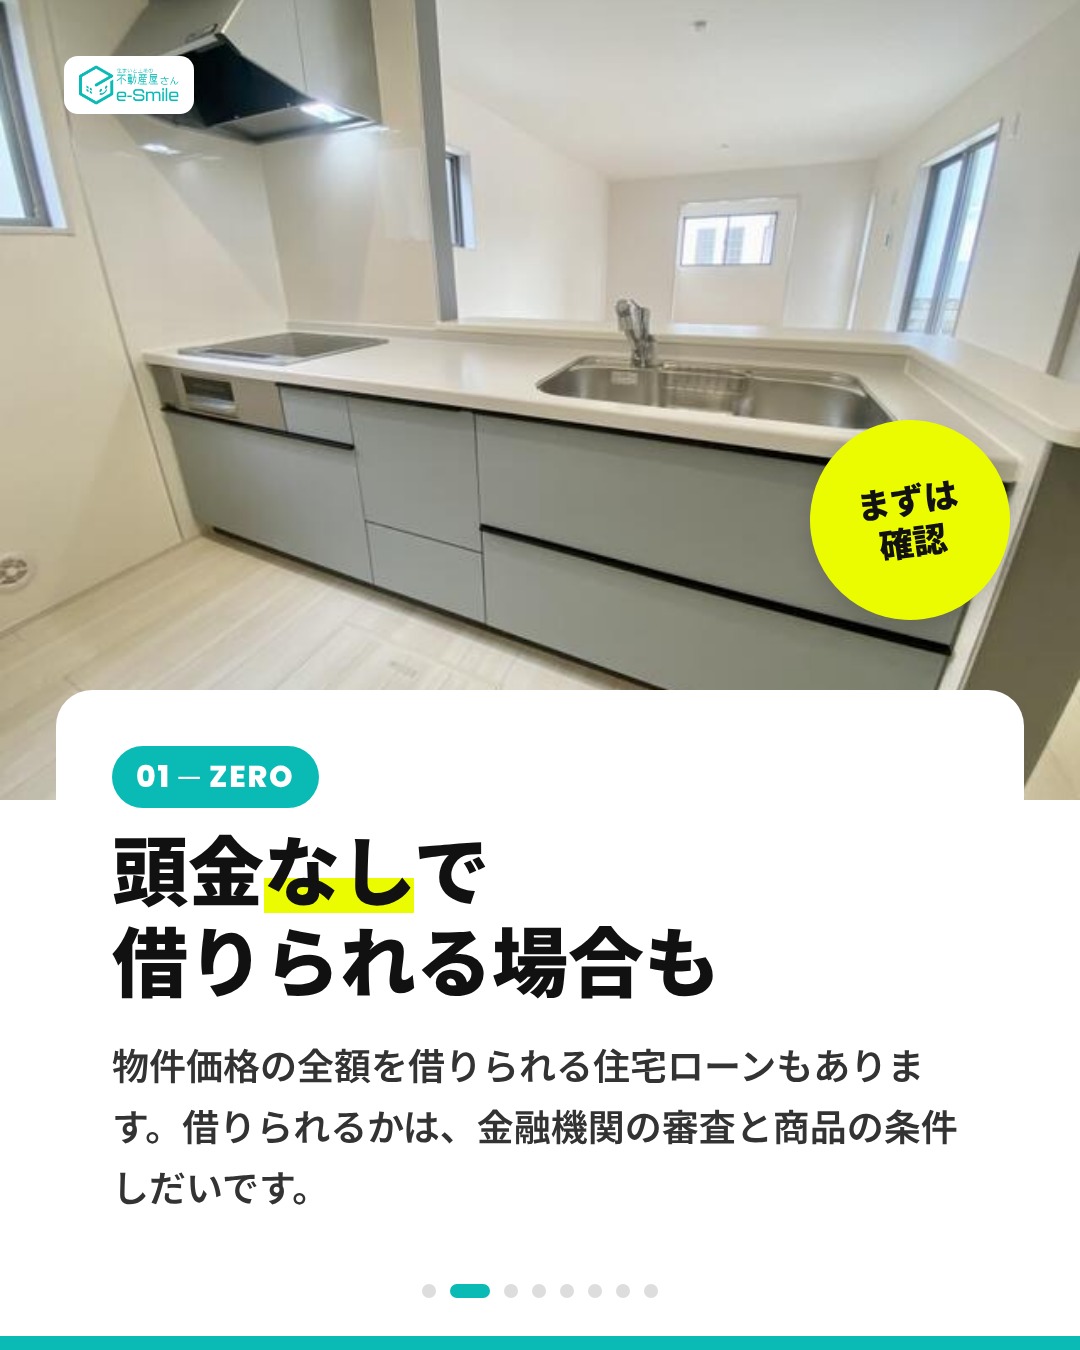 不動産屋さん
e-Smile
まずは
確認
01 — ZERO
頭金なしで
借りられる場合も
物件価格の全額を借りられる住宅ローンもありま
す。借りられるかは、金融機関の審査と商品の条件
しだいです。